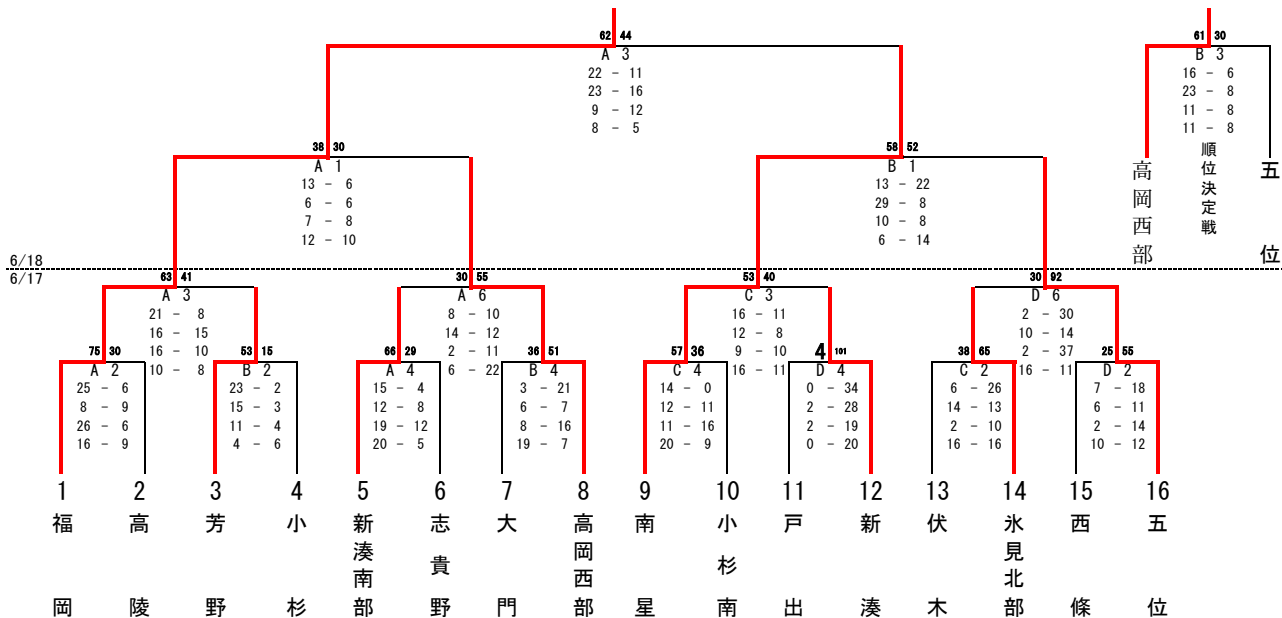 62 44
A 3
22 - 11
23 - 16
9 - 12
8 - 5
61 30
B 3
16 - 6
23 - 8
11 - 8
11 - 8
順位決定戦
高岡西部
五位
38 30
A 1
13 - 6
6 - 6
7 - 8
12 - 10
58 52
B 1
13 - 22
29 - 8
10 - 8
6 - 14
6/18
6/17
63 41
A 3
21 - 8
16 - 15
16 - 10
10 - 8
30 55
A 6
8 - 10
14 - 12
2 - 11
6 - 22
53 40
C 3
16 - 11
12 - 8
9 - 10
16 - 11
30 92
D 6
2 - 30
10 - 14
2 - 37
16 - 11
75 30
A 2
25 - 6
8 - 9
26 - 6
16 - 9
53 15
B 2
23 - 2
15 - 3
11 - 4
4 - 6
66 29
A 4
15 - 4
12 - 8
19 - 12
20 - 5
36 51
B 4
3 - 21
6 - 7
8 - 16
19 - 7
57 36
C 4
14 - 0
12 - 11
11 - 16
20 - 9
4 101
D 4
0 - 34
2 - 28
2 - 19
0 - 20
38 65
C 2
6 - 26
14 - 13
2 - 10
16 - 16
25 55
D 2
7 - 18
6 - 11
2 - 14
10 - 12
1 福岡
2 高陵
3 芳野
4 小杉
5 新湊南部
6 志貴野
7 大門
8 高岡西部
9 南星
10 小杉南
11 戸出
12 新湊
13 伏木
14 氷見北部
15 西條
16 五位